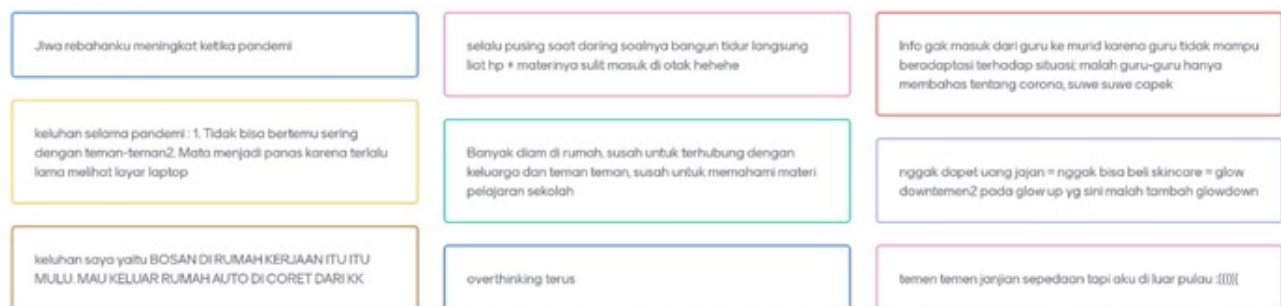 Jiwa rebahanku meningkat ketika pandemi
keluhan selama pandemi : 1. Tidak bisa bertemu sering
dengan teman-teman2. Mata menjadi panas karena terlalu
lama melihat layar laptop
keluhan saya yaitu BOSAN DI RUMAH KERJAAN ITU ITU
MULU. MAU KELUAR RUMAH AUTO DI CORET DARI KK
selalu pusing saat daring soalnya bangun tidur langsung
liat hp + materinya sulit masuk di otak hehehe
Banyak diam di rumah, susah untuk terhubung dengan
keluarga dan teman teman, susah untuk memahami materi
pelajaran sekolah
overthinking terus
Info gak masuk dari guru ke murid karena guru tidak mampu
beradaptasi terhadap situasi; malah guru-guru hanya
membahas tentang corona, suwe suwe capek
nggak dapet uang jajan = nggak bisa beli skincare = glow
downtemen2 pada glow up yg sini malah tambah glowdown
temen temen janjian sepedaan tapi aku di luar pulau :(((((